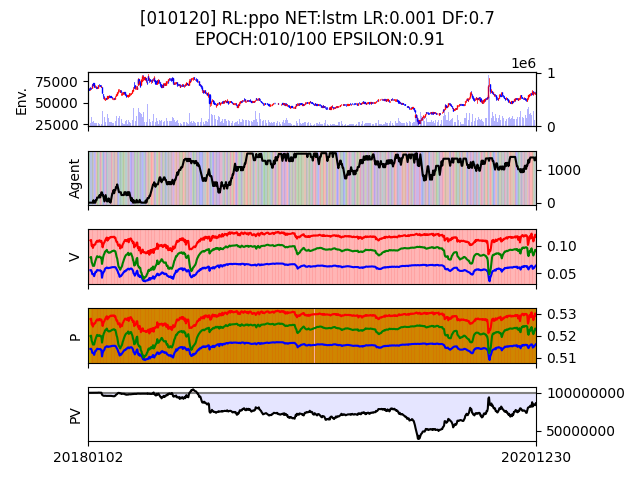 [010120] RL:ppo NET:lstm LR:0.001 DF:0.7
EPOCH:010/100 EPSILON:0.91
1e6
Env.
75000
50000
25000
1
0
Agent
1000
0
V
0.10
0.05
P
0.53
0.52
0.51
PV
100000000
50000000
20180102
20201230